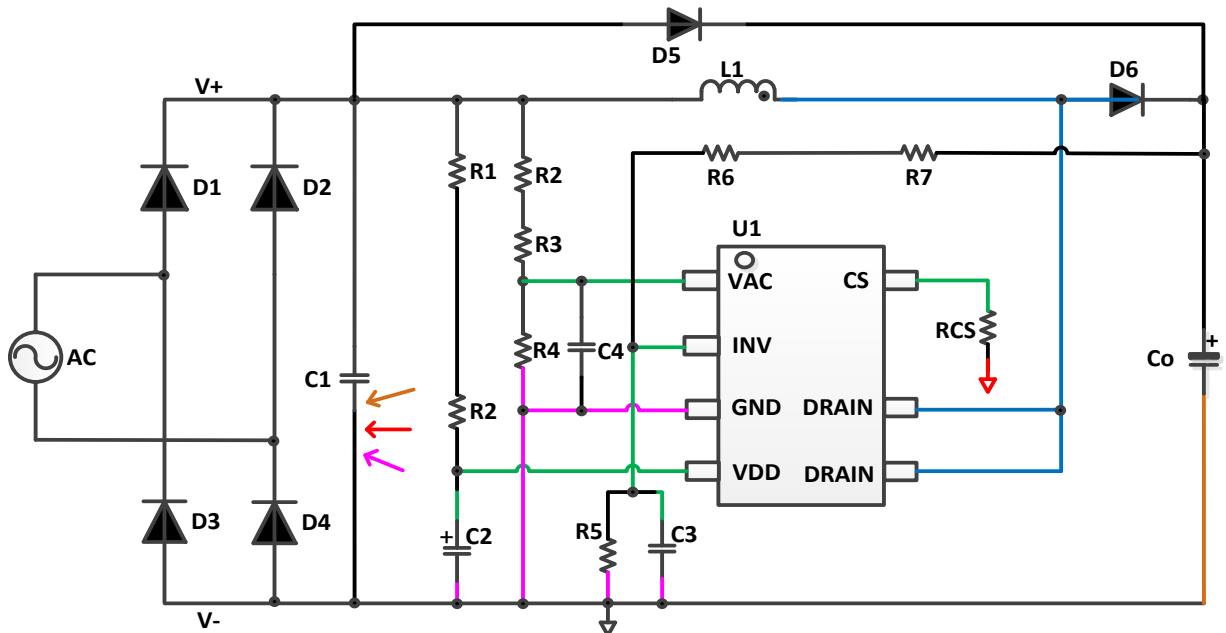 D5
V+
L1
D6
D1
D2
R1
R2
R6
R7
R3
U1
VAC
CS
AC
R4
C4
INV
RCS
+
Co
C1
R2
GND
DRAIN
VDD
DRAIN
D3
D4
+
C2
R5
C3
V-